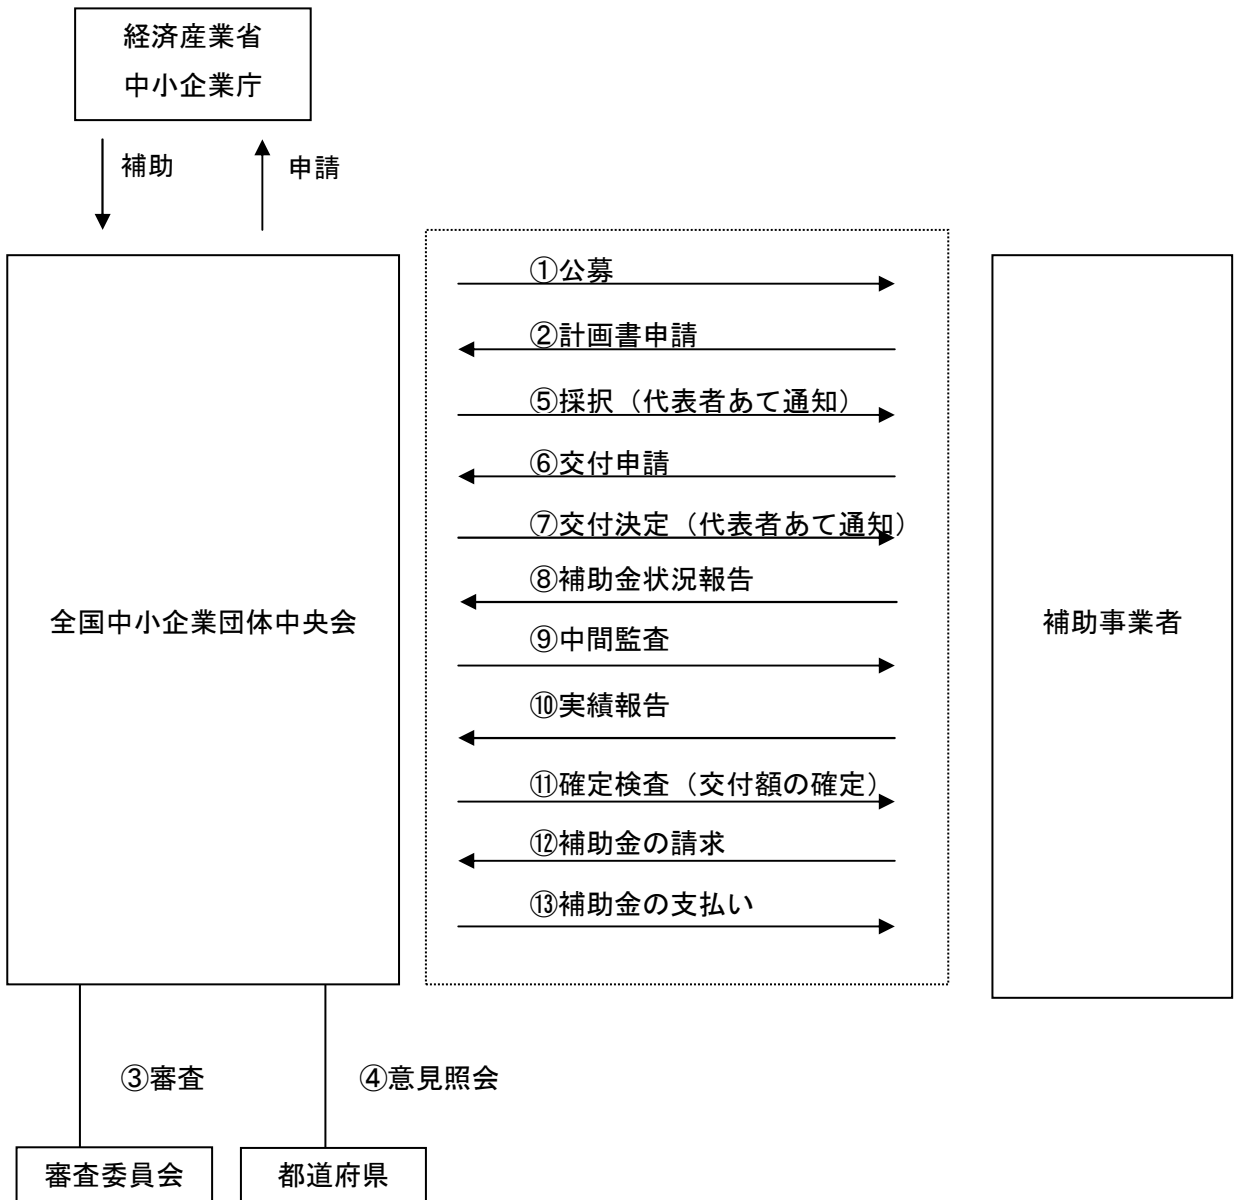 経済産業省
中小企業庁
補助
申請
①公募
②計画書申請
⑤採択（代表者あて通知）
⑥交付申請
⑦交付決定（代表者あて通知）
⑧補助金状況報告
全国中小企業団体中央会
補助事業者
⑨中間監査
⑩実績報告
⑪確定検査（交付額の確定）
⑫補助金の請求
⑬補助金の支払い
③審査
④意見照会
審査委員会
都道府県